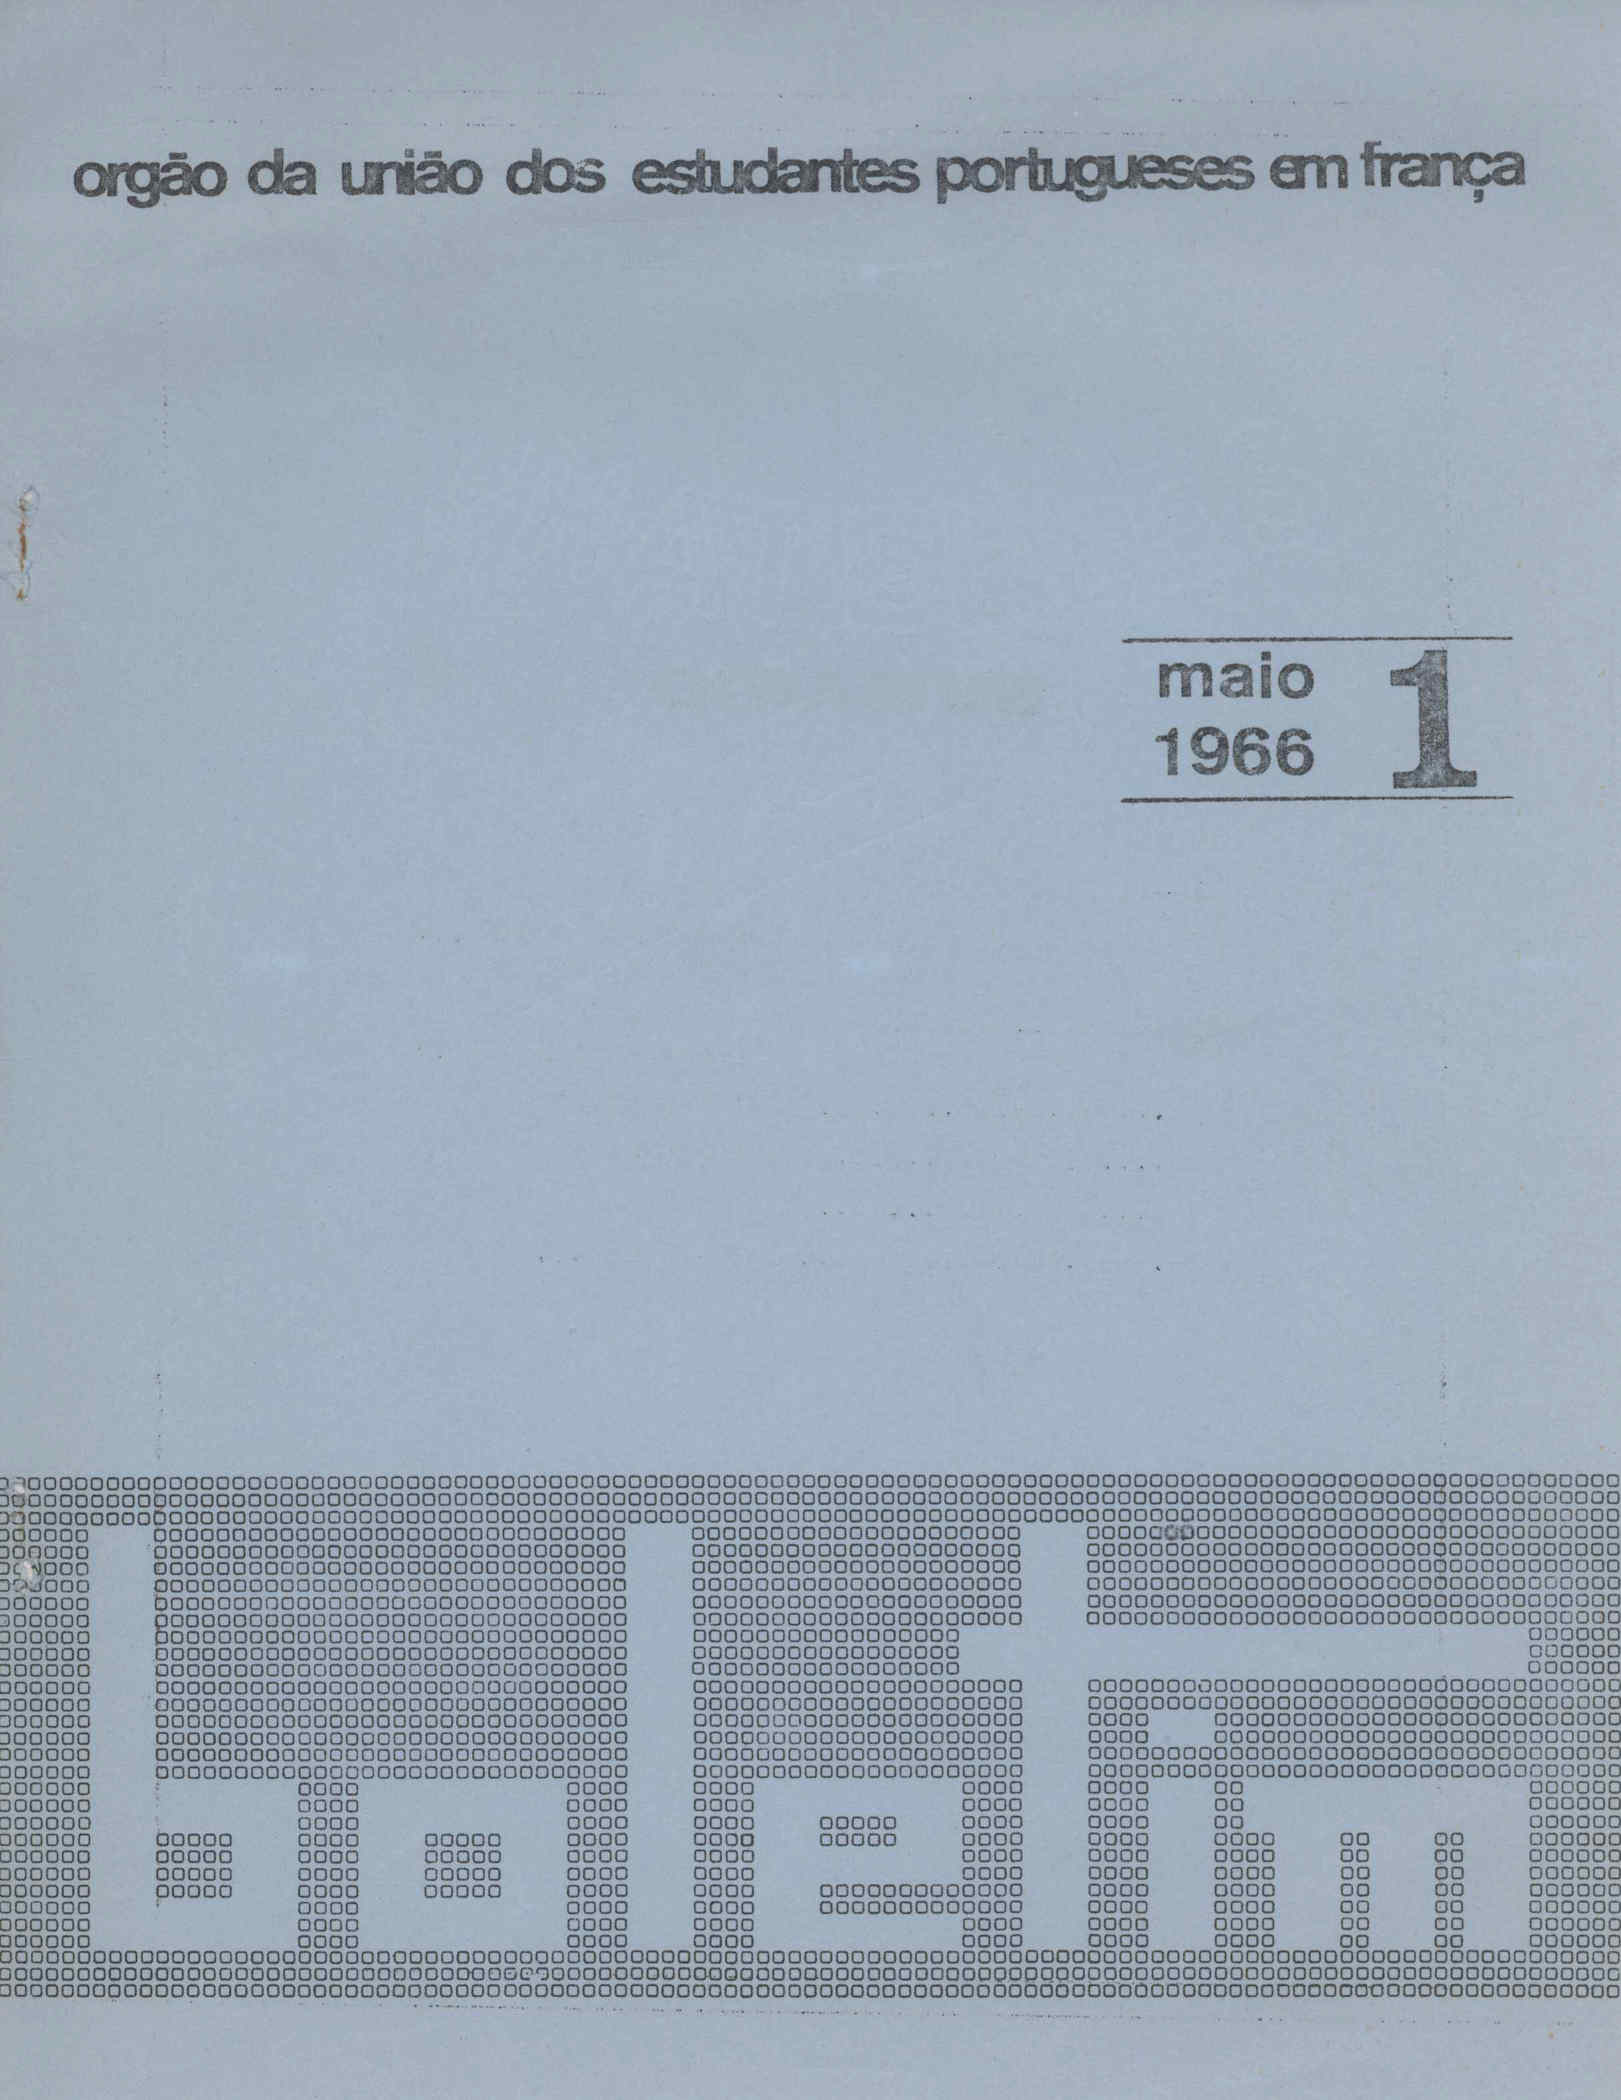 orgão da união dos estudantes portugueses em frança
maio 1
1966
boletim